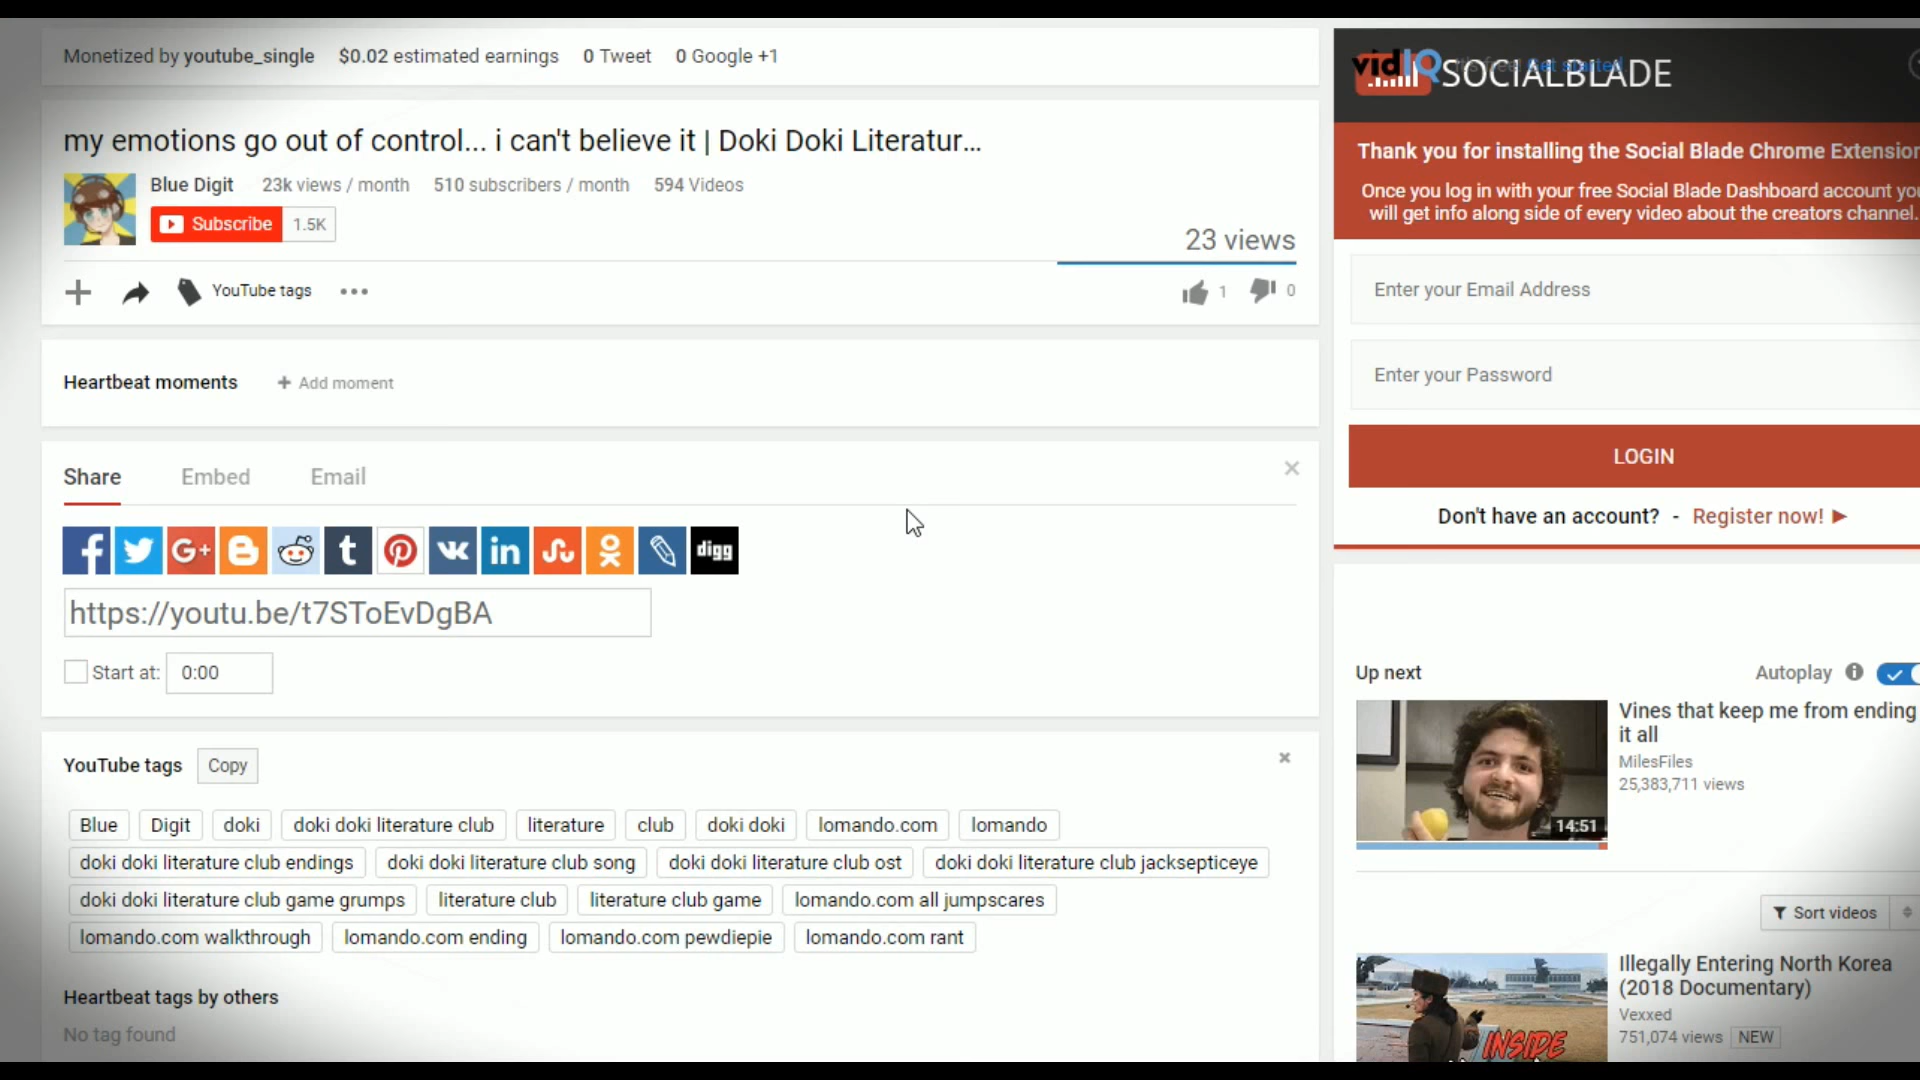 Monetized by youtube_single $0.02 estimated earnings 0 Tweet 0 Google +1
my emotions go out of control... i can't believe it | Doki Doki Literatur...
Blue Digit 23k views / month 510 subscribers / month 594 Videos
Subscribe 1.5K
23 views
YouTube tags
1 0
Heartbeat moments + Add moment
Share Embed Email
G+ t vk in digg
https://youtu.be/t7SToEvDgBA
Start at: 0:00
YouTube tags Copy
Blue Digit doki doki doki literature club literature club doki doki lomando.com lomando
doki doki literature club endings doki doki literature club song doki doki literature club ost doki doki literature club jacksepticeye
doki doki literature club game grumps literature club literature club game lomando.com all jumpscares
lomando.com walkthrough lomando.com ending lomando.com pewdiepie lomando.com rant
Heartbeat tags by others
No tag found
vidIQ
Get started
SOCIALBLADE
Thank you for installing the Social Blade Chrome Extension
Once you log in with your free Social Blade Dashboard account you
will get info along side of every video about the creators channel.
Enter your Email Address
Enter your Password
LOGIN
Don't have an account? - Register now!
Up next Autoplay
Vines that keep me from ending
it all
MilesFiles
25,383,711 views
14:51
Sort videos
Illegally Entering North Korea
(2018 Documentary)
Vexxed
751,074 views NEW
INSIDE